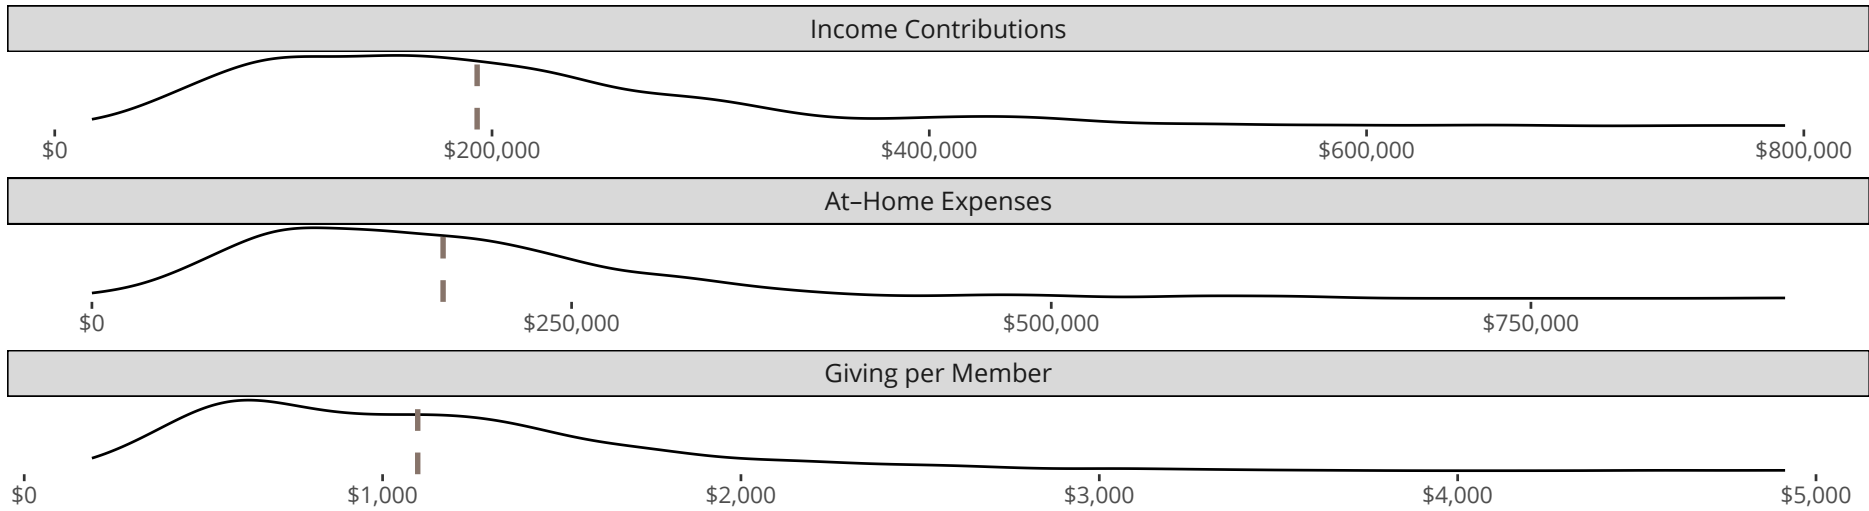 Income Contributions
$0 $200,000 $400,000 $600,000 $800,000
At–Home Expenses
$0 $250,000 $500,000 $750,000
Giving per Member
$0 $1,000 $2,000 $3,000 $4,000 $5,000